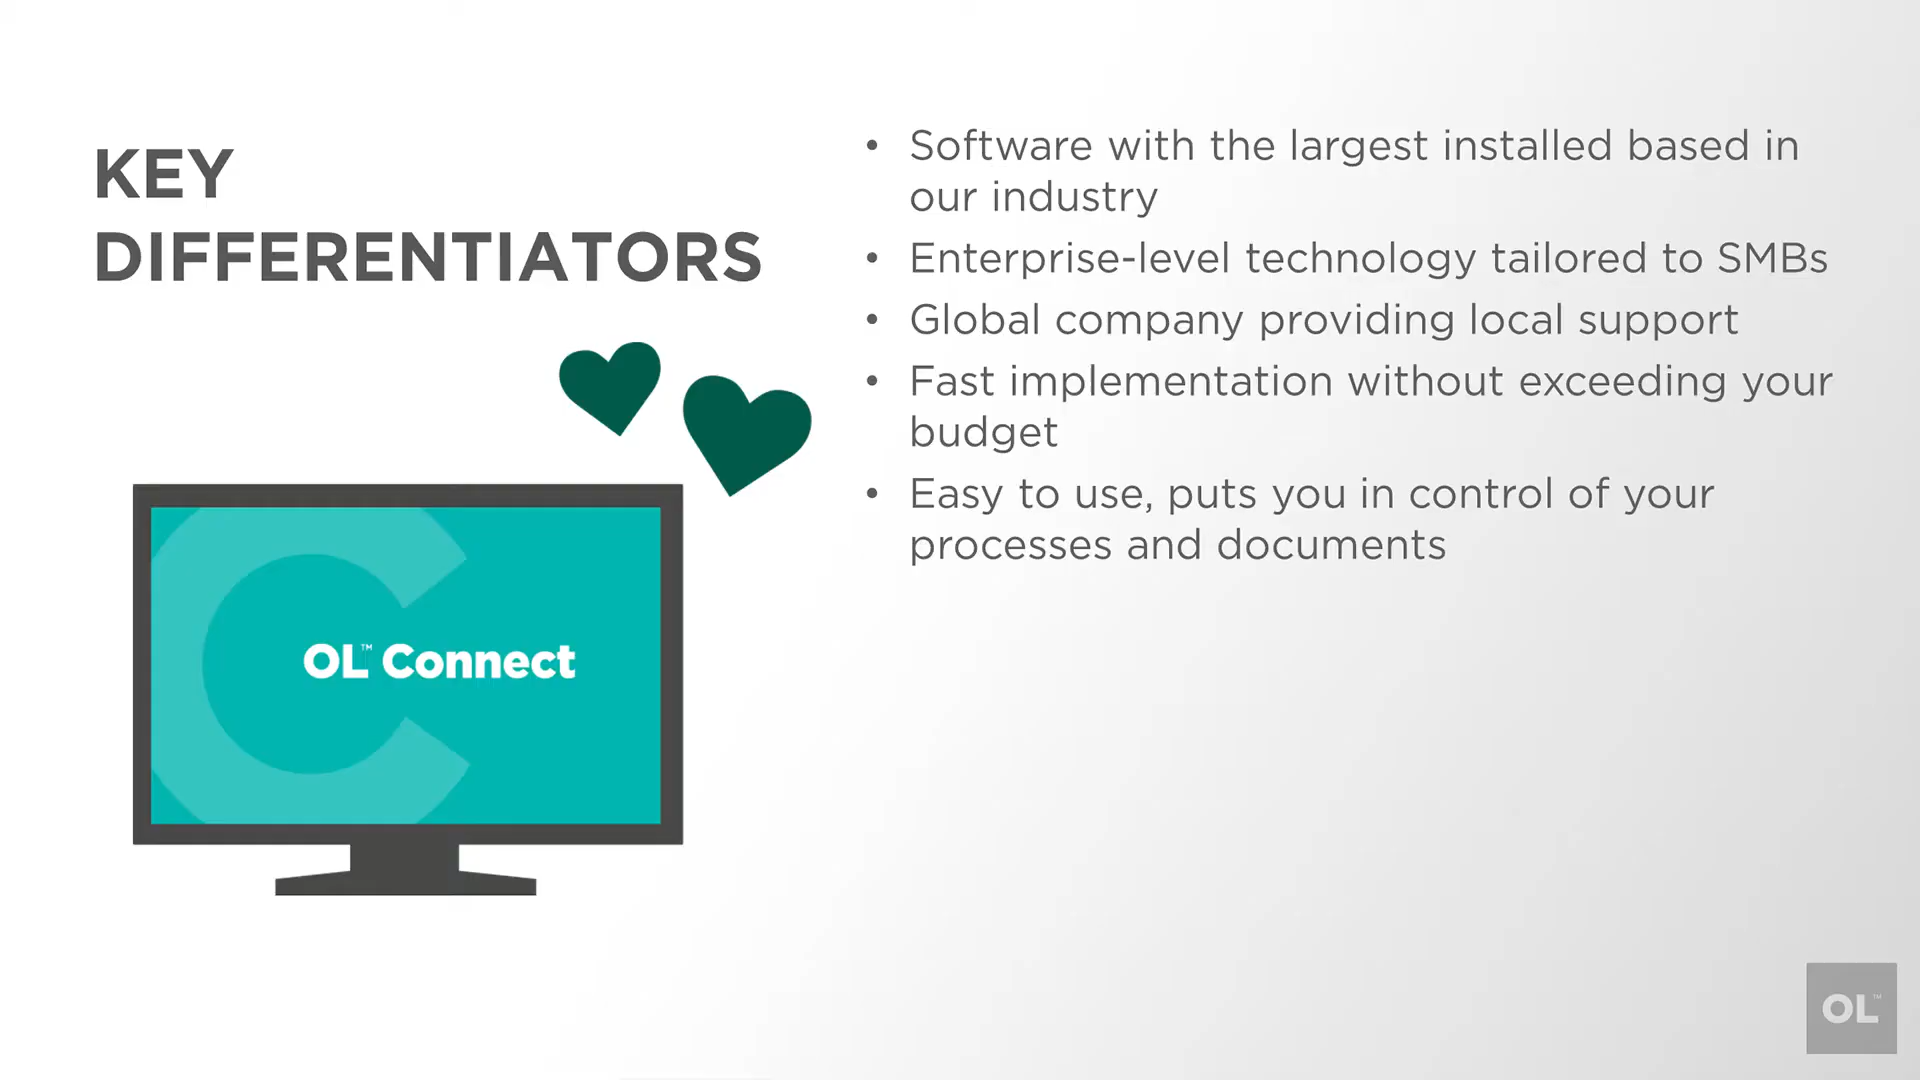 KEY
DIFFERENTIATORS
• Software with the largest installed based in
our industry
• Enterprise-level technology tailored to SMBs
• Global company providing local support
• Fast implementation without exceeding your
budget
• Easy to use, puts you in control of your
processes and documents
OL™ Connect
OL™